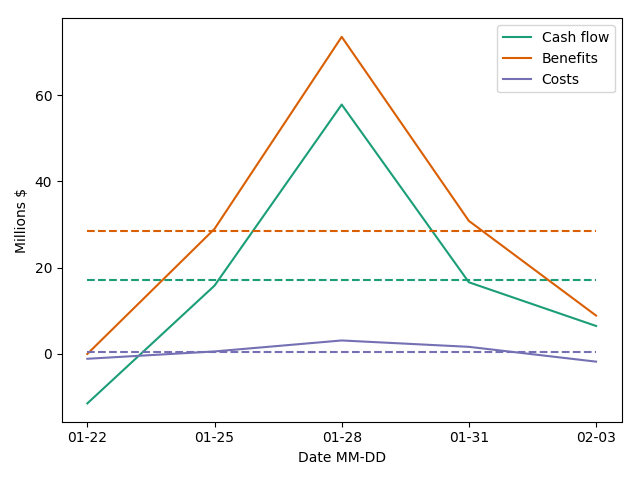 Cash flow
Benefits
Costs
Millions $
60
40
20
0
01-22 01-25 01-28 01-31 02-03
Date MM-DD